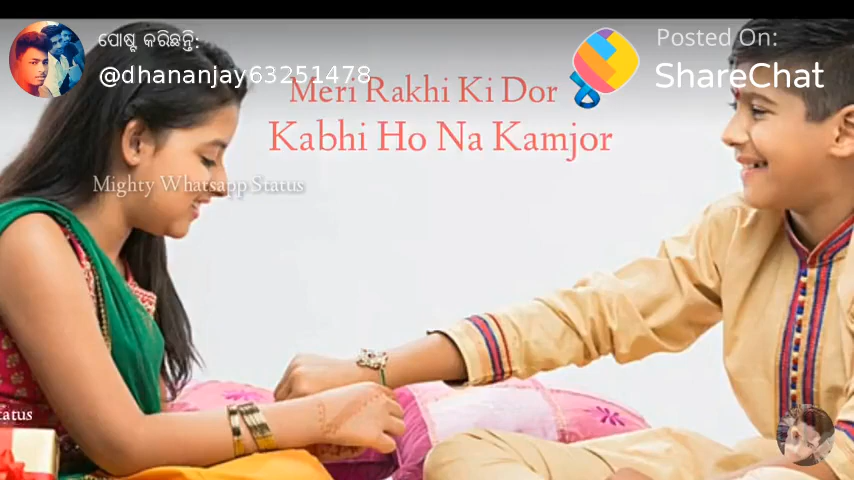 ପୋଷ୍ଟ କରିଛନ୍ତି:
@dhananjay63251478
Posted On:
ShareChat
Meri Rakhi Ki Dor
Kabhi Ho Na Kamjor
Mighty Whatsapp Status
tatus